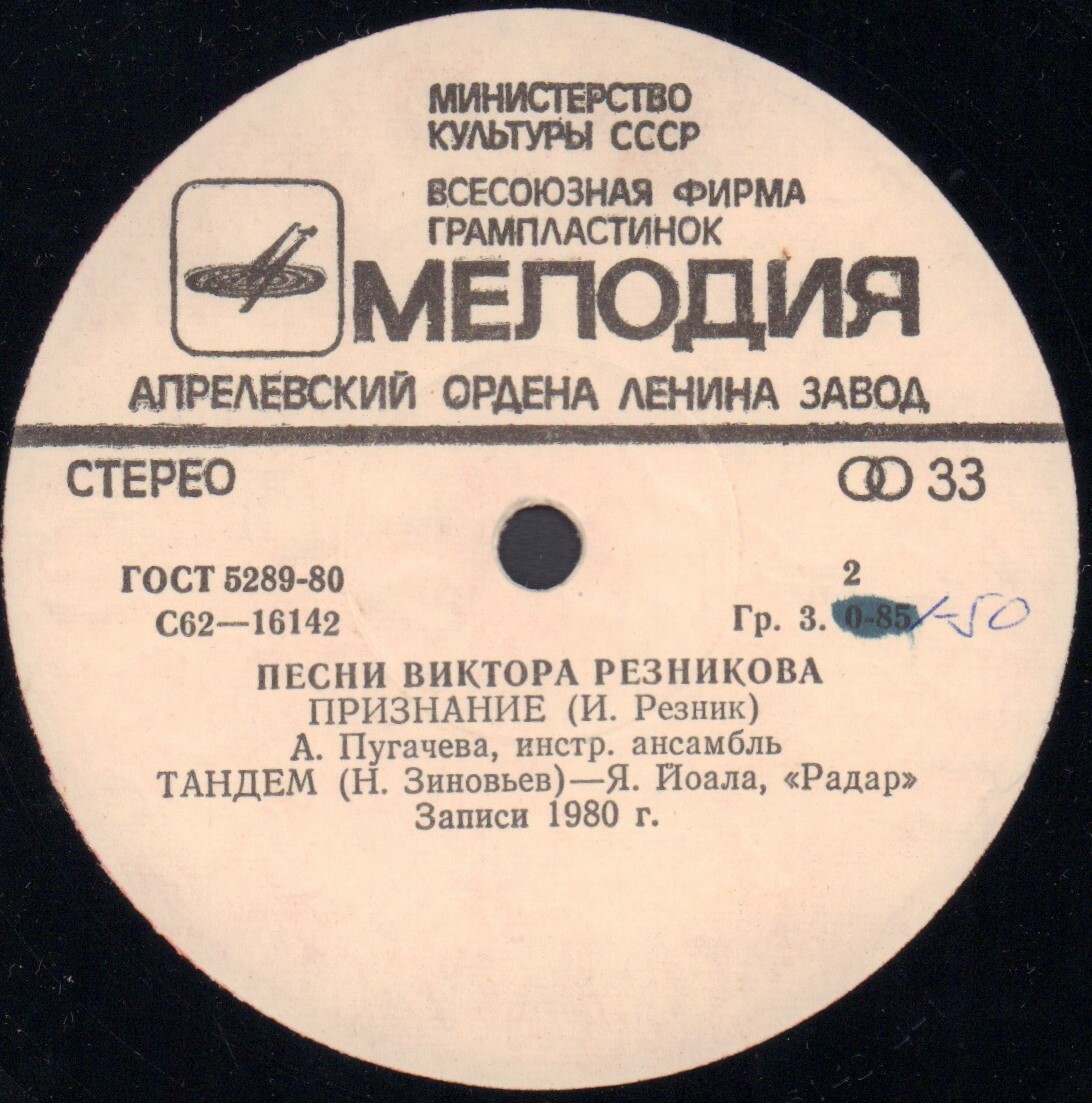 МИНИСТЕРСТВО
КУЛЬТУРЫ СССР
ВСЕСОЮЗНАЯ ФИРМА
ГРАМПЛАСТИНОК
МЕЛОДИЯ
АПРЕЛЕВСКИЙ ОРДЕНА ЛЕНИНА ЗАВОД
СТЕРЕО
33
ГОСТ 5289-80
2
С62—16142
Гр. 3. 0-85 1-50
ПЕСНИ ВИКТОРА РЕЗНИКОВА
ПРИЗНАНИЕ (И. Резник)
А. Пугачева, инстр. ансамбль
ТАНДЕМ (Н. Зиновьев)—Я. Йоала, «Радар»
Записи 1980 г.